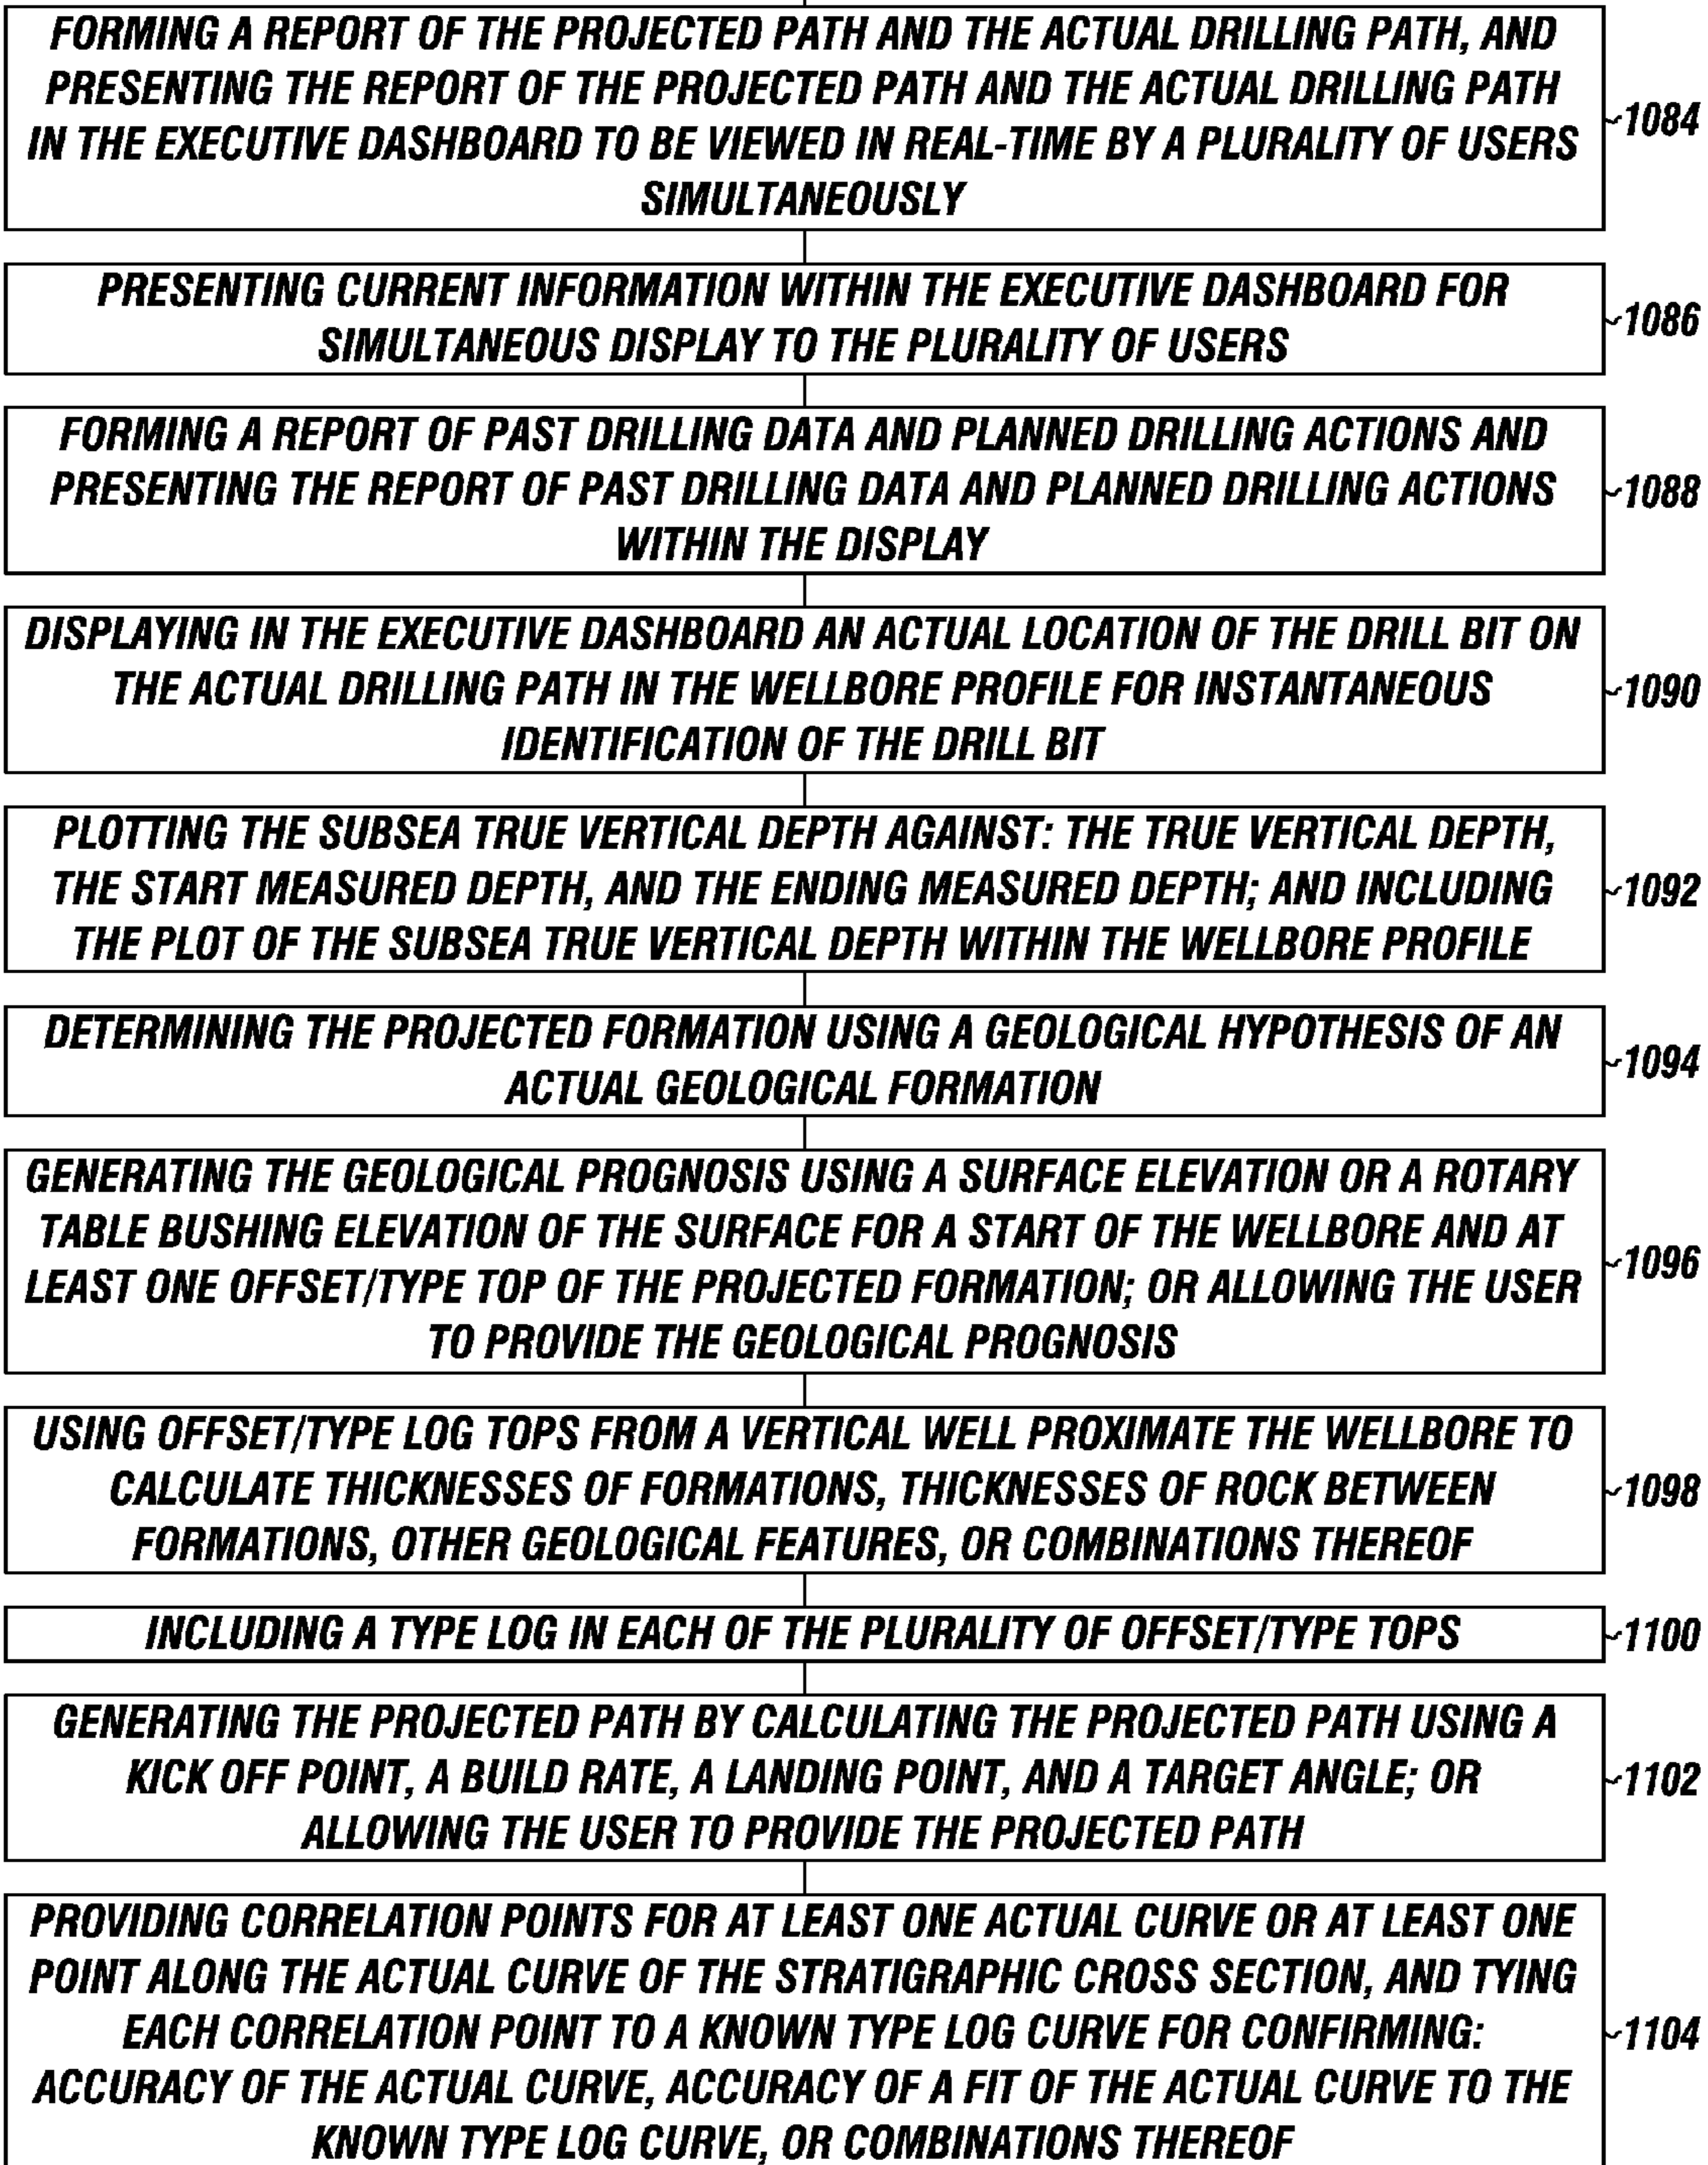 FORMING A REPORT OF THE PROJECTED PATH AND THE ACTUAL DRILLING PATH, AND
PRESENTING THE REPORT OF THE PROJECTED PATH AND THE ACTUAL DRILLING PATH
IN THE EXECUTIVE DASHBOARD TO BE VIEWED IN REAL-TIME BY A PLURALITY OF USERS
SIMULTANEOUSLY
1084
PRESENTING CURRENT INFORMATION WITHIN THE EXECUTIVE DASHBOARD FOR
SIMULTANEOUS DISPLAY TO THE PLURALITY OF USERS
1086
FORMING A REPORT OF PAST DRILLING DATA AND PLANNED DRILLING ACTIONS AND
PRESENTING THE REPORT OF PAST DRILLING DATA AND PLANNED DRILLING ACTIONS
WITHIN THE DISPLAY
1088
DISPLAYING IN THE EXECUTIVE DASHBOARD AN ACTUAL LOCATION OF THE DRILL BIT ON
THE ACTUAL DRILLING PATH IN THE WELLBORE PROFILE FOR INSTANTANEOUS
IDENTIFICATION OF THE DRILL BIT
1090
PLOTTING THE SUBSEA TRUE VERTICAL DEPTH AGAINST: THE TRUE VERTICAL DEPTH,
THE START MEASURED DEPTH, AND THE ENDING MEASURED DEPTH; AND INCLUDING
THE PLOT OF THE SUBSEA TRUE VERTICAL DEPTH WITHIN THE WELLBORE PROFILE
1092
DETERMINING THE PROJECTED FORMATION USING A GEOLOGICAL HYPOTHESIS OF AN
ACTUAL GEOLOGICAL FORMATION
1094
GENERATING THE GEOLOGICAL PROGNOSIS USING A SURFACE ELEVATION OR A ROTARY
TABLE BUSHING ELEVATION OF THE SURFACE FOR A START OF THE WELLBORE AND AT
LEAST ONE OFFSET/TYPE TOP OF THE PROJECTED FORMATION; OR ALLOWING THE USER
TO PROVIDE THE GEOLOGICAL PROGNOSIS
1096
USING OFFSET/TYPE LOG TOPS FROM A VERTICAL WELL PROXIMATE THE WELLBORE TO
CALCULATE THICKNESSES OF FORMATIONS, THICKNESSES OF ROCK BETWEEN
FORMATIONS, OTHER GEOLOGICAL FEATURES, OR COMBINATIONS THEREOF
1098
INCLUDING A TYPE LOG IN EACH OF THE PLURALITY OF OFFSET/TYPE TOPS
1100
GENERATING THE PROJECTED PATH BY CALCULATING THE PROJECTED PATH USING A
KICK OFF POINT, A BUILD RATE, A LANDING POINT, AND A TARGET ANGLE; OR
ALLOWING THE USER TO PROVIDE THE PROJECTED PATH
1102
PROVIDING CORRELATION POINTS FOR AT LEAST ONE ACTUAL CURVE OR AT LEAST ONE
POINT ALONG THE ACTUAL CURVE OF THE STRATIGRAPHIC CROSS SECTION, AND TYING
EACH CORRELATION POINT TO A KNOWN TYPE LOG CURVE FOR CONFIRMING:
ACCURACY OF THE ACTUAL CURVE, ACCURACY OF A FIT OF THE ACTUAL CURVE TO THE
KNOWN TYPE LOG CURVE, OR COMBINATIONS THEREOF
1104